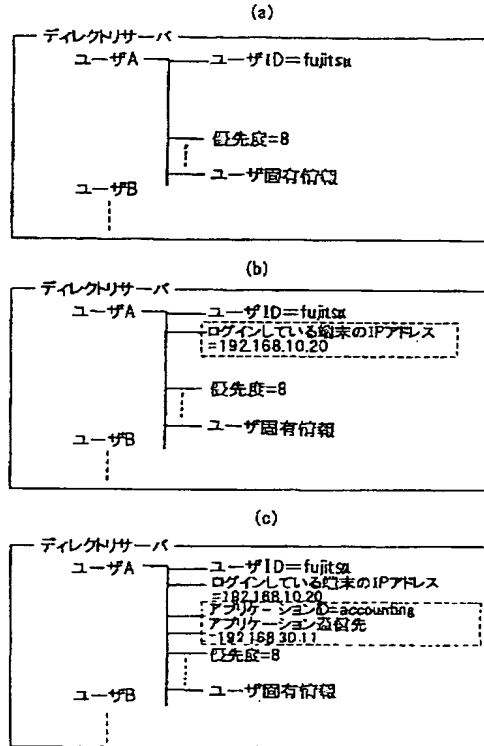 (a)
ディレクトリサーバ
ユーザA
ユーザID=fujitsu
優先度=8
ユーザ固有情報
ユーザB
(b)
ディレクトリサーバ
ユーザA
ユーザID=fujitsu
ログインしている端末のIPアドレス
=192.168.10.20
優先度=8
ユーザ固有情報
ユーザB
(c)
ディレクトリサーバ
ユーザA
ユーザID=fujitsu
ログインしている端末のIPアドレス
=192.168.10.20
アプリケーションID=accounting
アプリケーション
=192.168.30.11
優先度=8
ユーザ固有情報
ユーザB